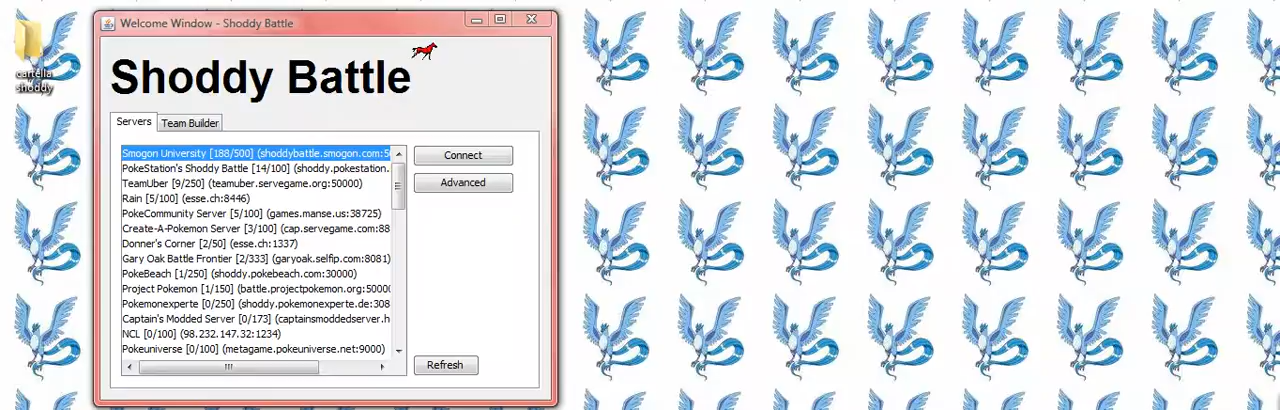 cartella
shoddy
Welcome Window - Shoddy Battle
Shoddy Battle
Servers
Team Builder
Smogon University [188/500] (shoddybattle.smogon.com:50
PokeStation's Shoddy Battle [14/100] (shoddy.pokestation.
TeamUber [9/250] (teamuber.servegame.org:50000)
Rain [5/100] (esse.ch:8446)
PokeCommunity Server [5/100] (games.manse.us:38725)
Create-A-Pokemon Server [3/100] (cap.servegame.com:88
Donner's Corner [2/50] (esse.ch:1337)
Gary Oak Battle Frontier [2/333] (garyoak.selfip.com:8081)
PokeBeach [1/250] (shoddy.pokebeach.com:30000)
Project Pokemon [1/150] (battle.projectpokemon.org:50000
Pokemonexperte [0/250] (shoddy.pokemonexperte.de:308
Captain's Modded Server [0/173] (captainsmoddedserver.h
NCL [0/100] (98.232.147.32:1234)
Pokeuniverse [0/100] (metagame.pokeuniverse.net:9000)
Connect
Advanced
Refresh